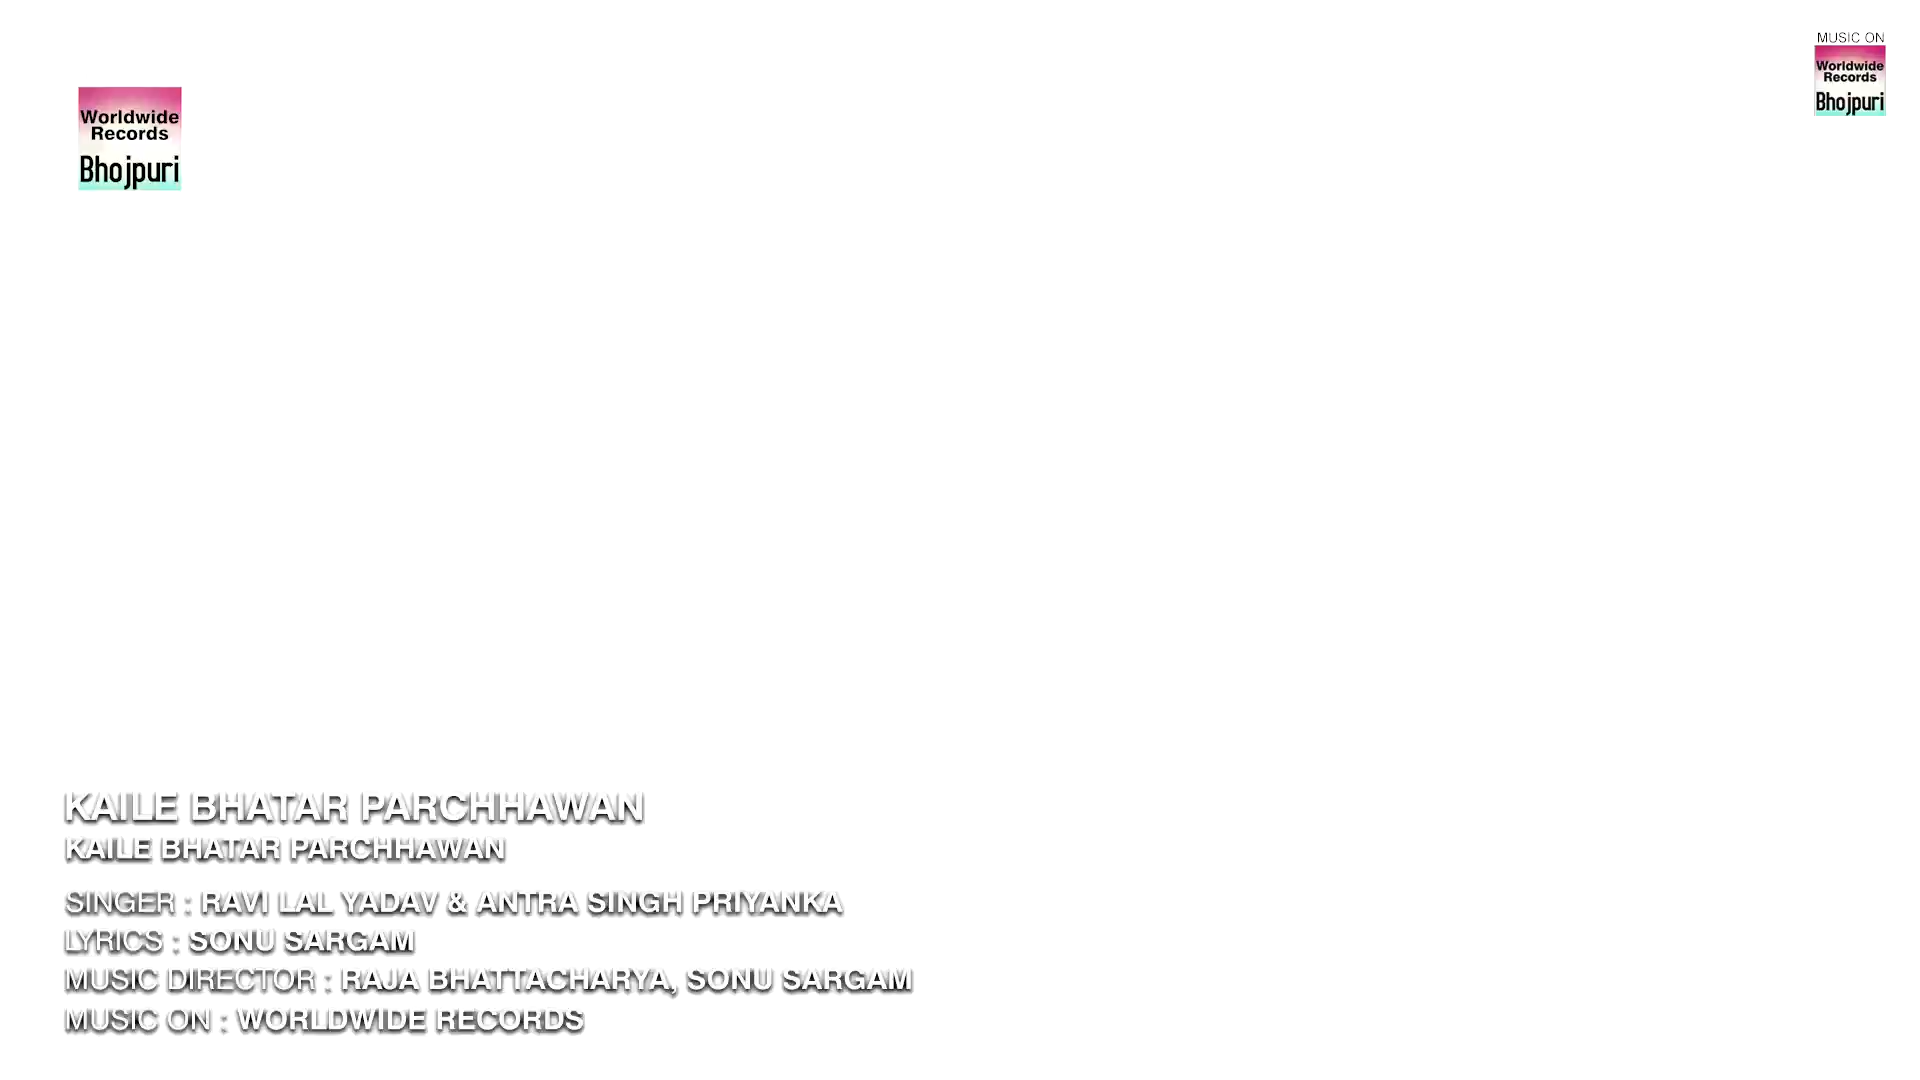 MUSIC ON
Worldwide
Records
Bhojpuri
Worldwide
Records
Bhojpuri
KAILE BHATAR PARCHHAWAN
KAILE BHATAR PARCHHAWAN
SINGER : RAVI LAL YADAV & ANTRA SINGH PRIYANKA
LYRICS : SONU SARGAM
MUSIC DIRECTOR : RAJA BHATTACHARYA, SONU SARGAM
MUSIC ON : WORLDWIDE RECORDS